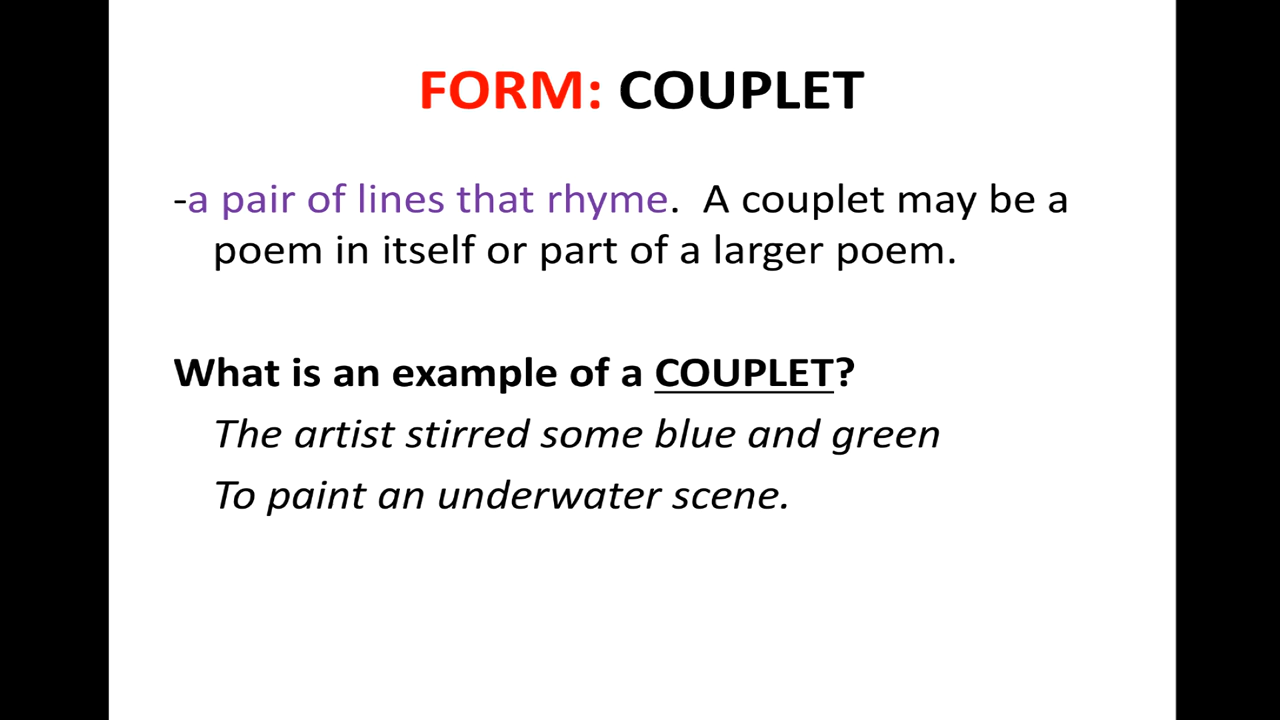 FORM: COUPLET
-a pair of lines that rhyme.  A couplet may be a
poem in itself or part of a larger poem.
What is an example of a COUPLET?
The artist stirred some blue and green
To paint an underwater scene.